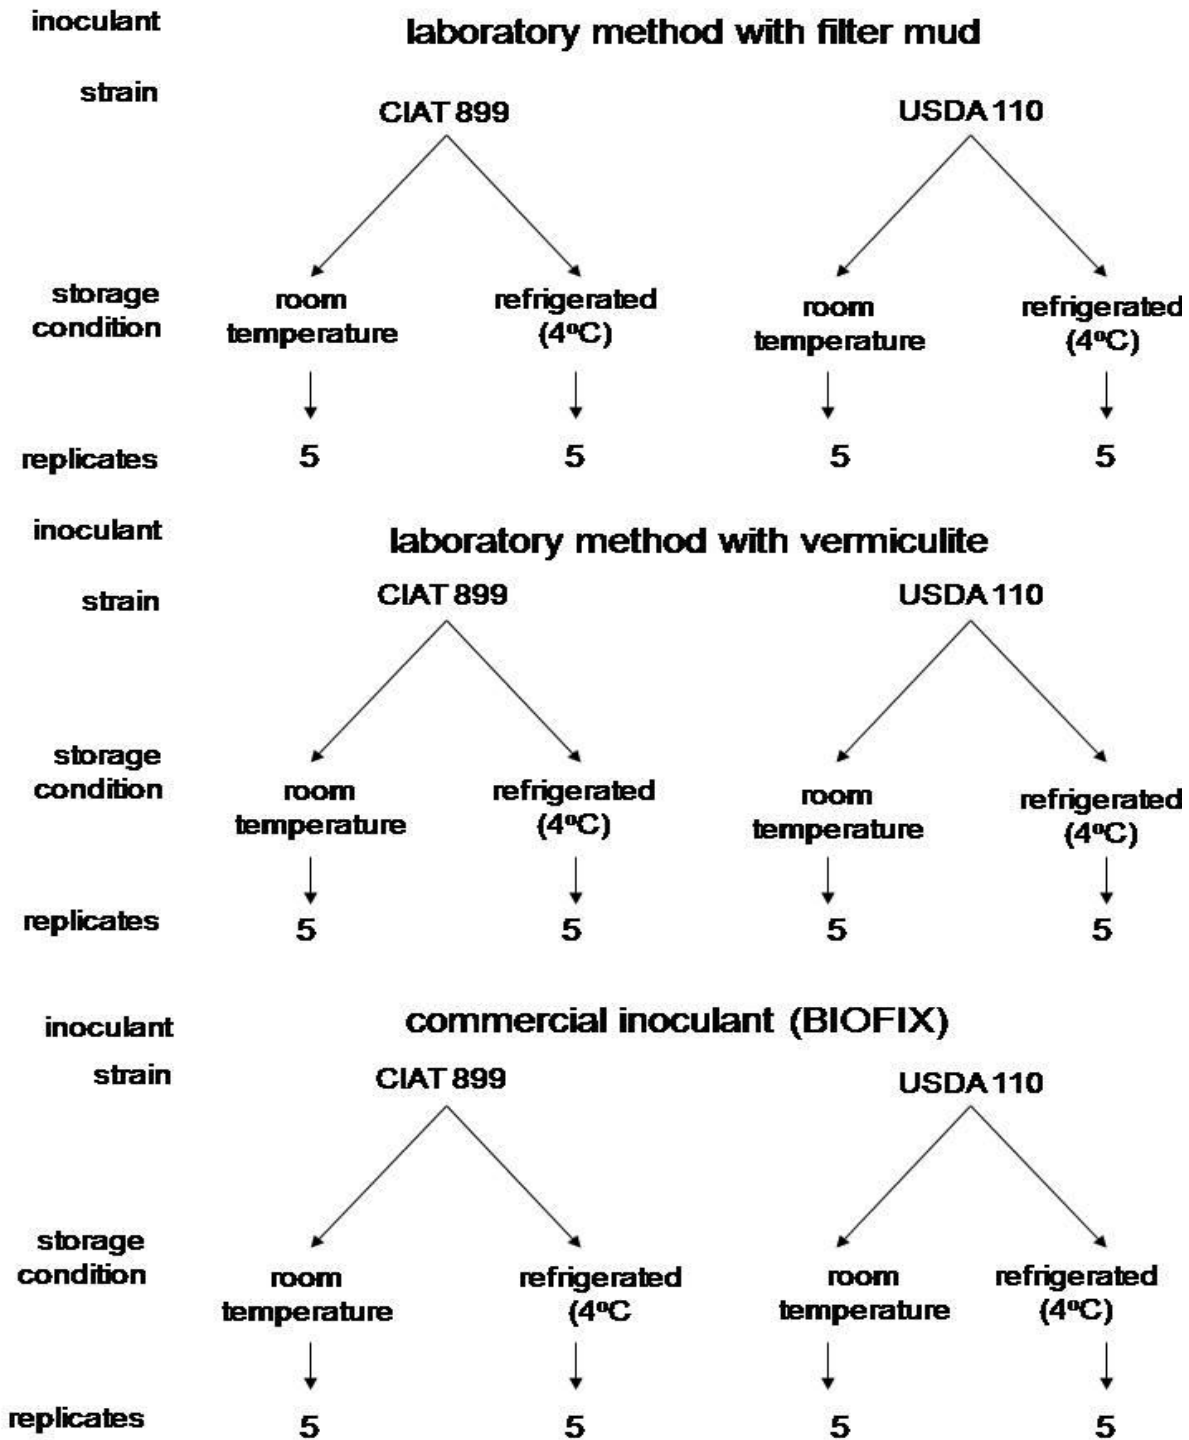 inoculant
laboratory method with filter mud
strain
CIAT 899
USDA 110
storage
condition
room
temperature
refrigerated
(4ºC)
room
temperature
refrigerated
(4ºC)
replicates
5
5
5
5
inoculant
laboratory method with vermiculite
strain
CIAT 899
USDA 110
storage
condition
room
temperature
refrigerated
(4ºC)
room
temperature
refrigerated
(4ºC)
replicates
5
5
5
5
inoculant
commercial inoculant (BIOFIX)
strain
CIAT 899
USDA 110
storage
condition
room
temperature
refrigerated
(4ºC
room
temperature
refrigerated
(4ºC)
replicates
5
5
5
5